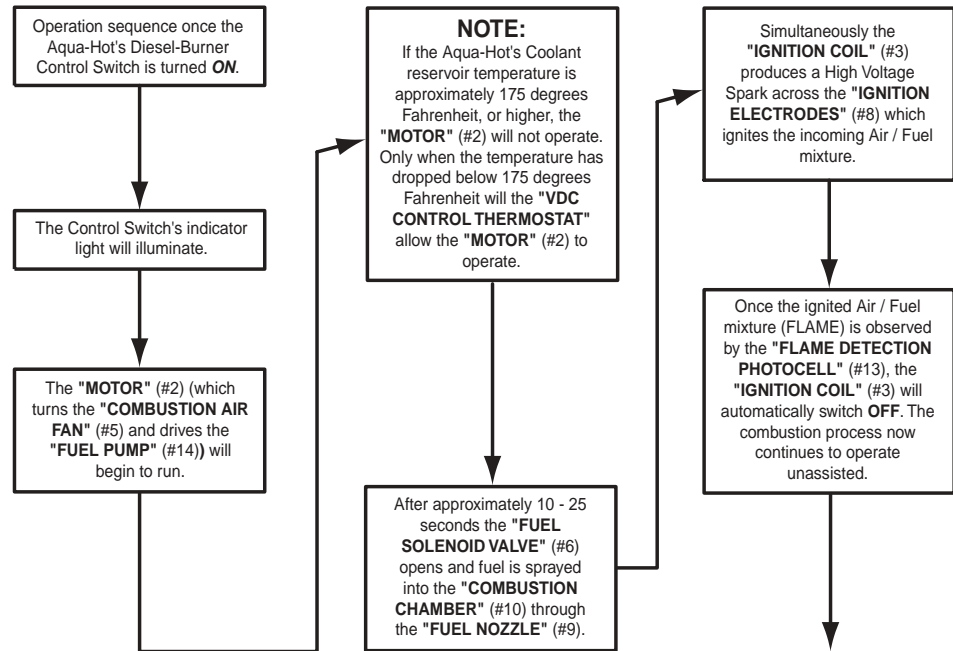 Operation sequence once the
Aqua-Hot's Diesel-Burner
Control Switch is turned ON.
The Control Switch's indicator
light will illuminate.
The "MOTOR" (#2) (which
turns the "COMBUSTION AIR
FAN" (#5) and drives the
"FUEL PUMP" (#14)) will
begin to run.
NOTE:
If the Aqua-Hot's Coolant
reservoir temperature is
approximately 175 degrees
Fahrenheit, or higher, the
"MOTOR" (#2) will not operate.
Only when the temperature has
dropped below 175 degrees
Fahrenheit will the "VDC
CONTROL THERMOSTAT"
allow the "MOTOR" (#2) to
operate.
After approximately 10 - 25
seconds the "FUEL
SOLENOID VALVE" (#6)
opens and fuel is sprayed
into the "COMBUSTION
CHAMBER" (#10) through
the "FUEL NOZZLE" (#9).
Simultaneously the
"IGNITION COIL" (#3)
produces a High Voltage
Spark across the "IGNITION
ELECTRODES" (#8) which
ignites the incoming Air / Fuel
mixture.
Once the ignited Air / Fuel
mixture (FLAME) is observed
by the "FLAME DETECTION
PHOTOCELL" (#13), the
"IGNITION COIL" (#3) will
automatically switch OFF. The
combustion process now
continues to operate
unassisted.